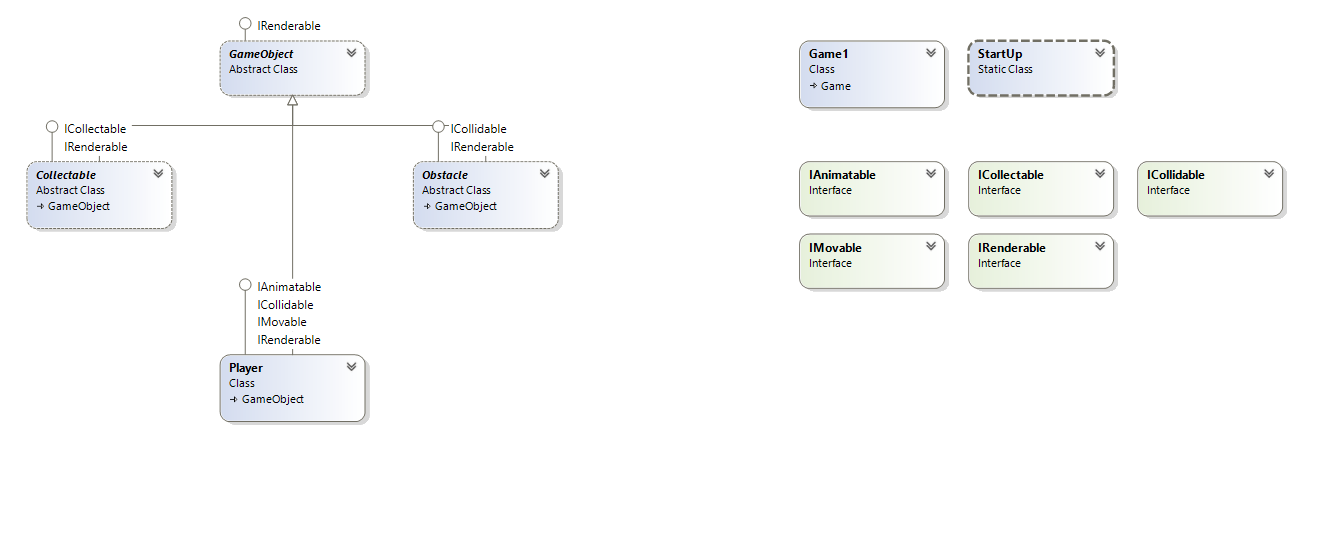 IRenderable
GameObject
Abstract Class
ICollectable
IRenderable
Collectable
Abstract Class
GameObject
ICollidable
IRenderable
Obstacle
Abstract Class
GameObject
IAnimatable
ICollidable
IMovable
IRenderable
Player
Class
GameObject
Game1
Class
Game
StartUp
Static Class
IAnimatable
Interface
ICollectable
Interface
ICollidable
Interface
IMovable
Interface
IRenderable
Interface